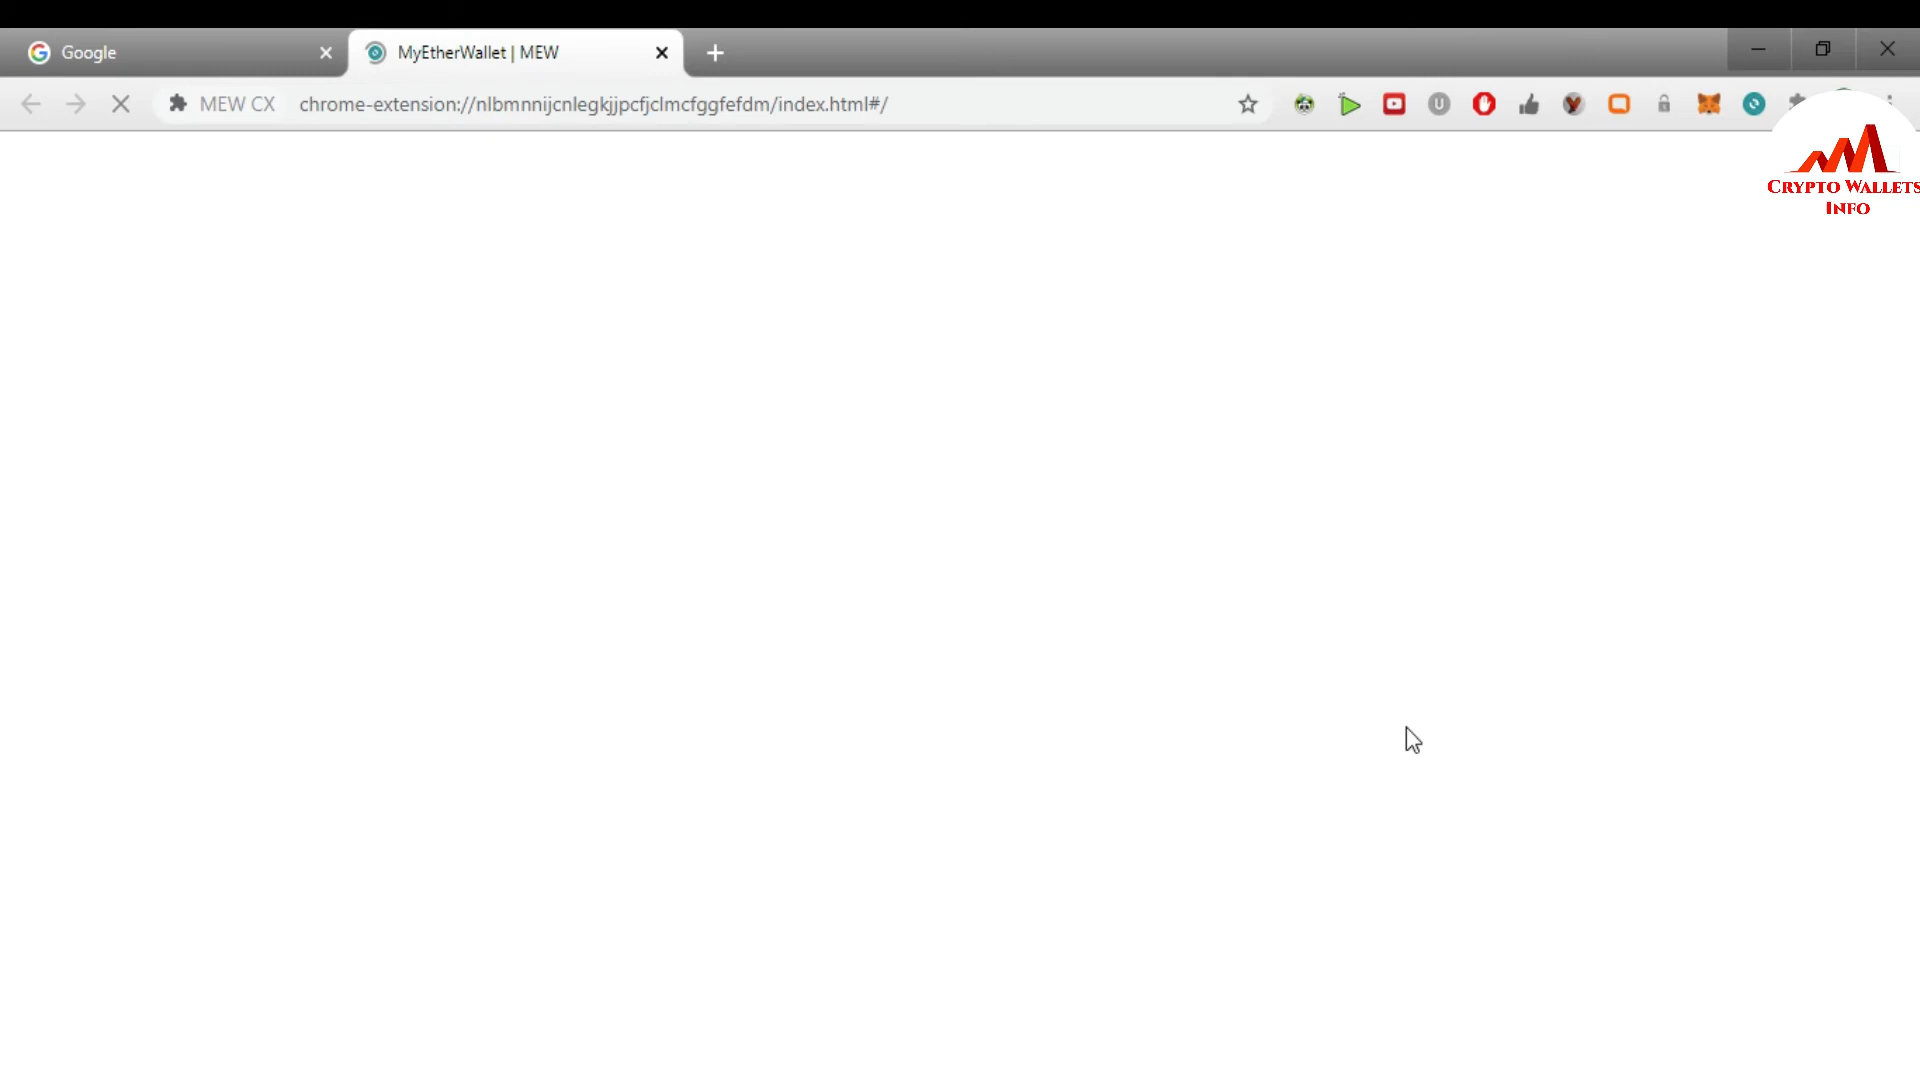 Google
MyEtherWallet | MEW
MEW CX chrome-extension://nlbmnnijcnlegkjjpcfjclmcfggfefdm/index.html#/
U
CRYPTO WALLETS
INFO